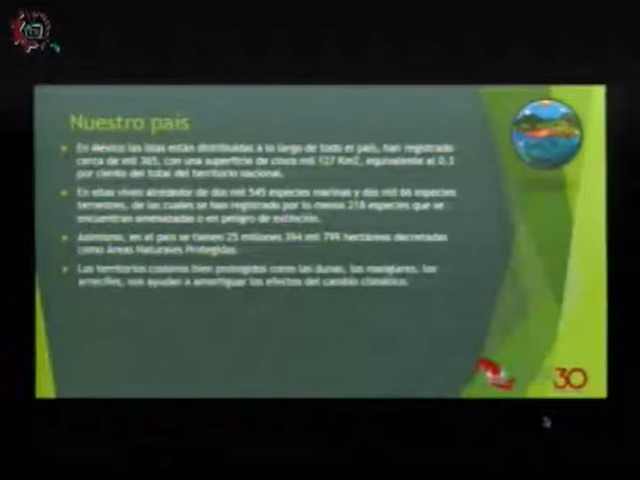 Nuestro país
En México las islas están distribuidas a lo largo de todo el país, han registrado
cerca de mil 365, con una superficie de cinco mil 127 Km2, equivalente al 0.3
por ciento del total del territorio nacional.
En ellas viven alrededor de dos mil 545 especies marinas y dos mil 66 especies
terrestres, de las cuales se han registrado por lo menos 218 especies que se
encuentran amenazadas o en peligro de extinción.
Asimismo, en el país se tienen 25 millones 394 mil 799 hectáreas decretadas
como Áreas Naturales Protegidas.
Los territorios costeros bien protegidos como las dunas, los manglares, los
arrecifes, nos ayudan a amortiguar los efectos del cambio climático.
30